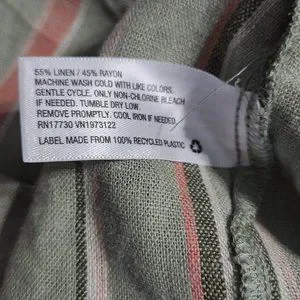 55% LINEN / 45% RAYON
MACHINE WASH COLD WITH LIKE COLORS.
GENTLE CYCLE. ONLY NON-CHLORINE BLEACH
IF NEEDED. TUMBLE DRY LOW.
REMOVE PROMPTLY. COOL IRON IF NEEDED.
RN17730 VN1973122
LABEL MADE FROM 100% RECYCLED PLASTIC